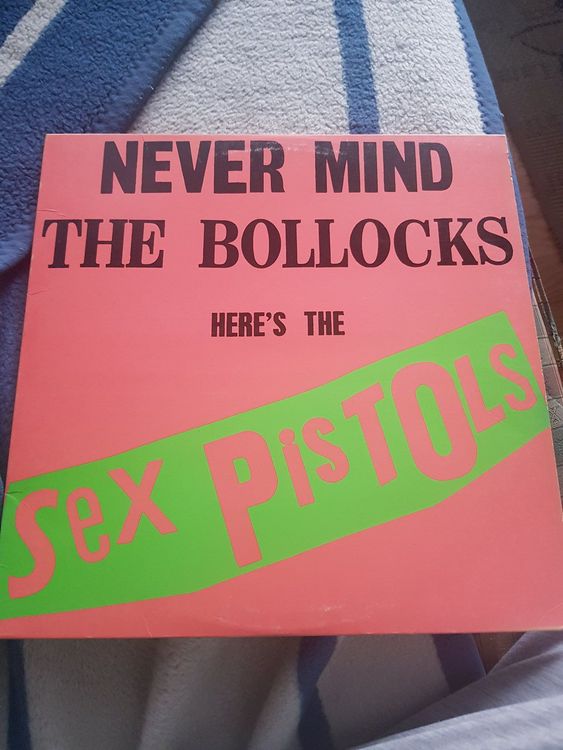 NEVER MIND
THE BOLLOCKS
HERE'S THE
Sex PisTOLS